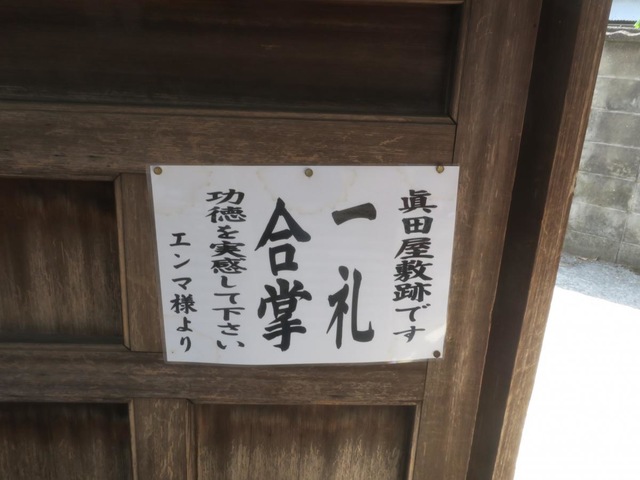 眞田屋敷跡です
一礼
合掌
功徳を実感して下さい
エンマ様より